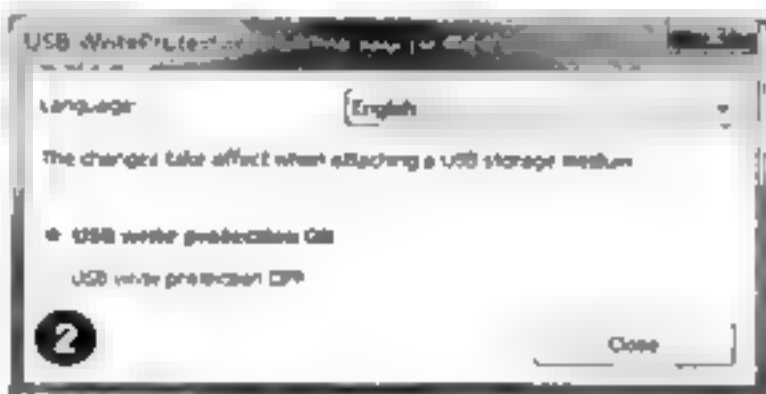 USB WriteProtector
Language
English
The changes take affect when attaching a USB storage medium
USB write protection ON
USB write protection OFF
2
Close